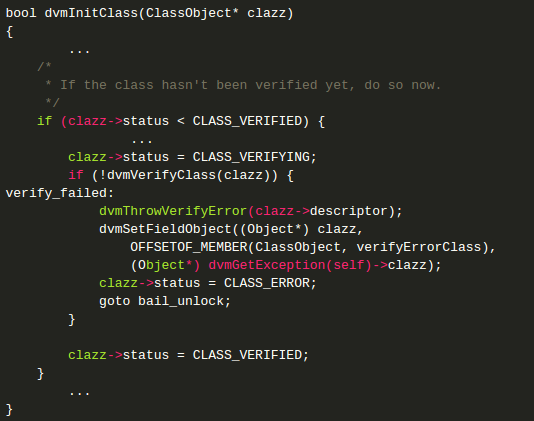 bool dvmInitClass(ClassObject* clazz)
{
        ...
    /*
     * If the class hasn't been verified yet, do so now.
     */
    if (clazz->status < CLASS_VERIFIED) {
                ...
        clazz->status = CLASS_VERIFYING;
        if (!dvmVerifyClass(clazz)) {
verify_failed:
            dvmThrowVerifyError(clazz->descriptor);
            dvmSetFieldObject((Object*) clazz,
                OFFSETOF_MEMBER(ClassObject, verifyErrorClass),
                (Object*) dvmGetException(self)->clazz);
            clazz->status = CLASS_ERROR;
            goto bail_unlock;
        }

        clazz->status = CLASS_VERIFIED;
    }
        ...
}